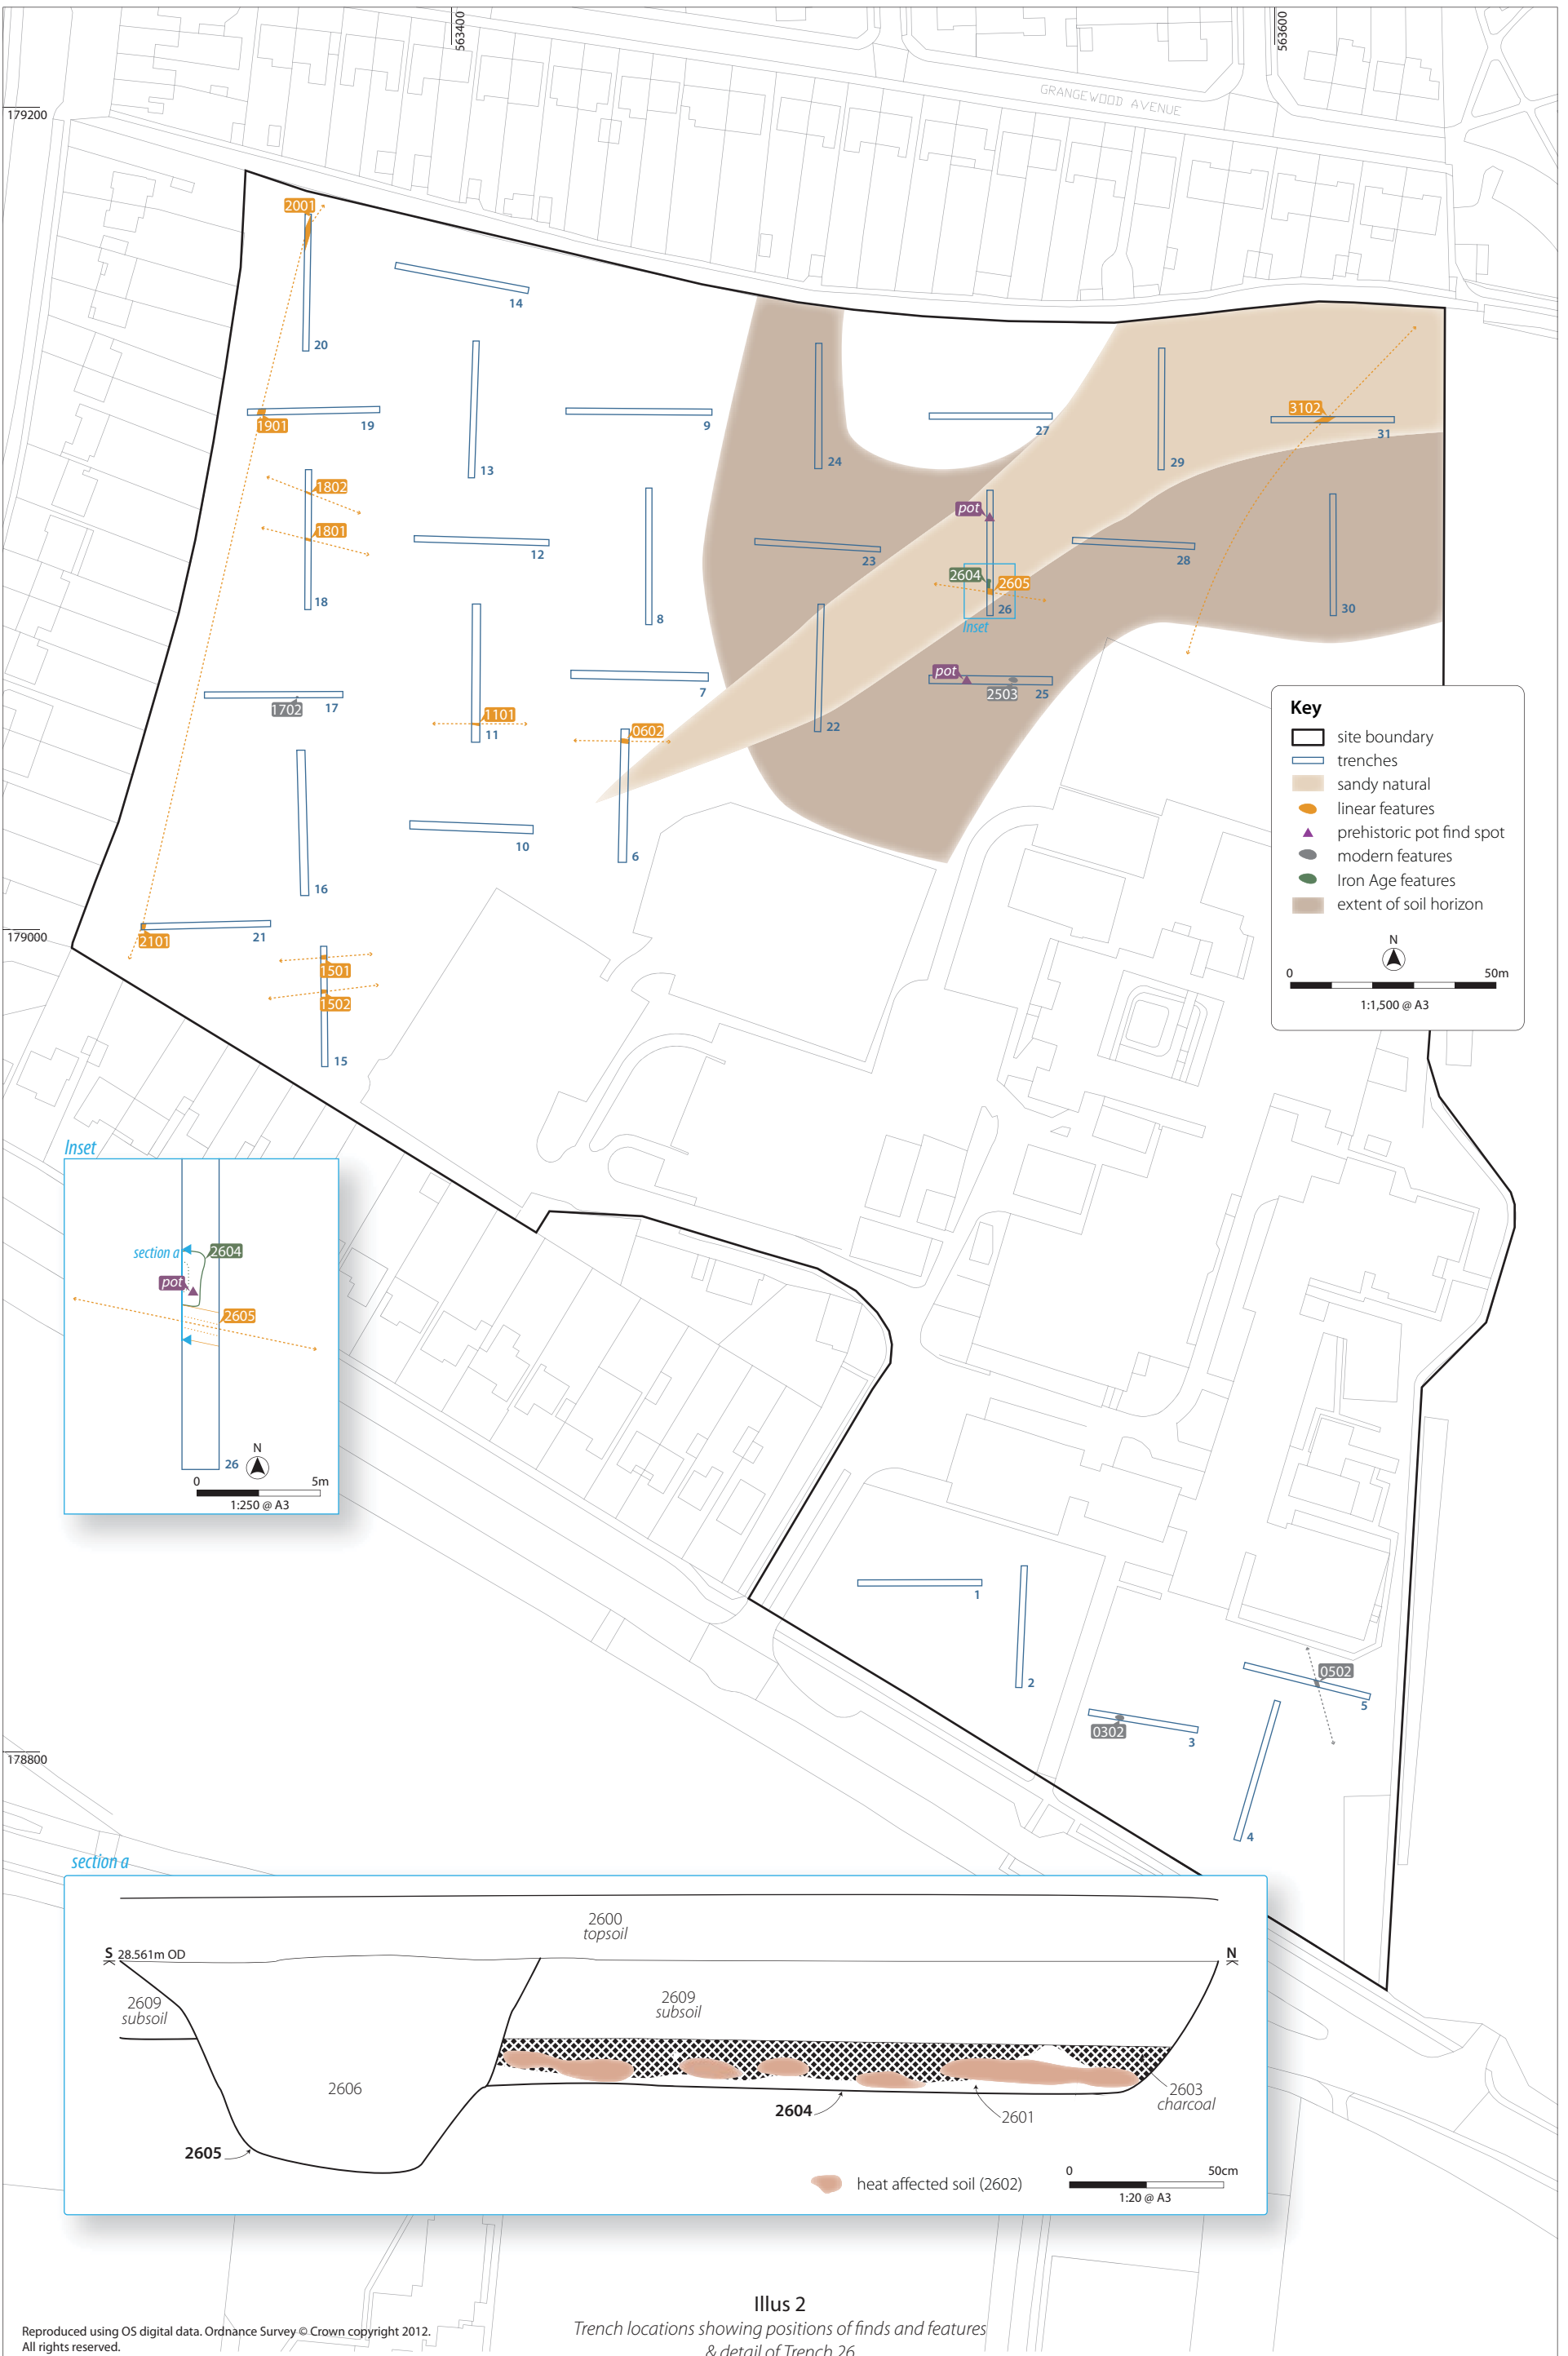 563400
563600
179200
GRANGEWOOD AVENUE
2001
14
20
3102
1901
19
9
27
31
13
24
29
1802
pot
1801
12
23
28
2604
2605
18
8
26
30
Inset
pot
7
25
1702
17
2503
1101
11
0602
22
10
6
16
2101
21
179000
1501
1502
15
Key
site boundary
trenches
sandy natural
linear features
prehistoric pot find spot
modern features
Iron Age features
extent of soil horizon
N
0 50m
1:1,500 @ A3
Inset
section a
2604
pot
2605
26
N
0 5m
1:250 @ A3
1
2
0502
5
0302
3
178800
4
section a
2600
topsoil
S 28.561m OD
N
2609
subsoil
2609
subsoil
2606
2603
charcoal
2604
2601
2605
heat affected soil (2602)
0 50cm
1:20 @ A3
Illus 2
Trench locations showing positions of finds and features
& detail of Trench 26
Reproduced using OS digital data. Ordnance Survey © Crown copyright 2012.
All rights reserved.